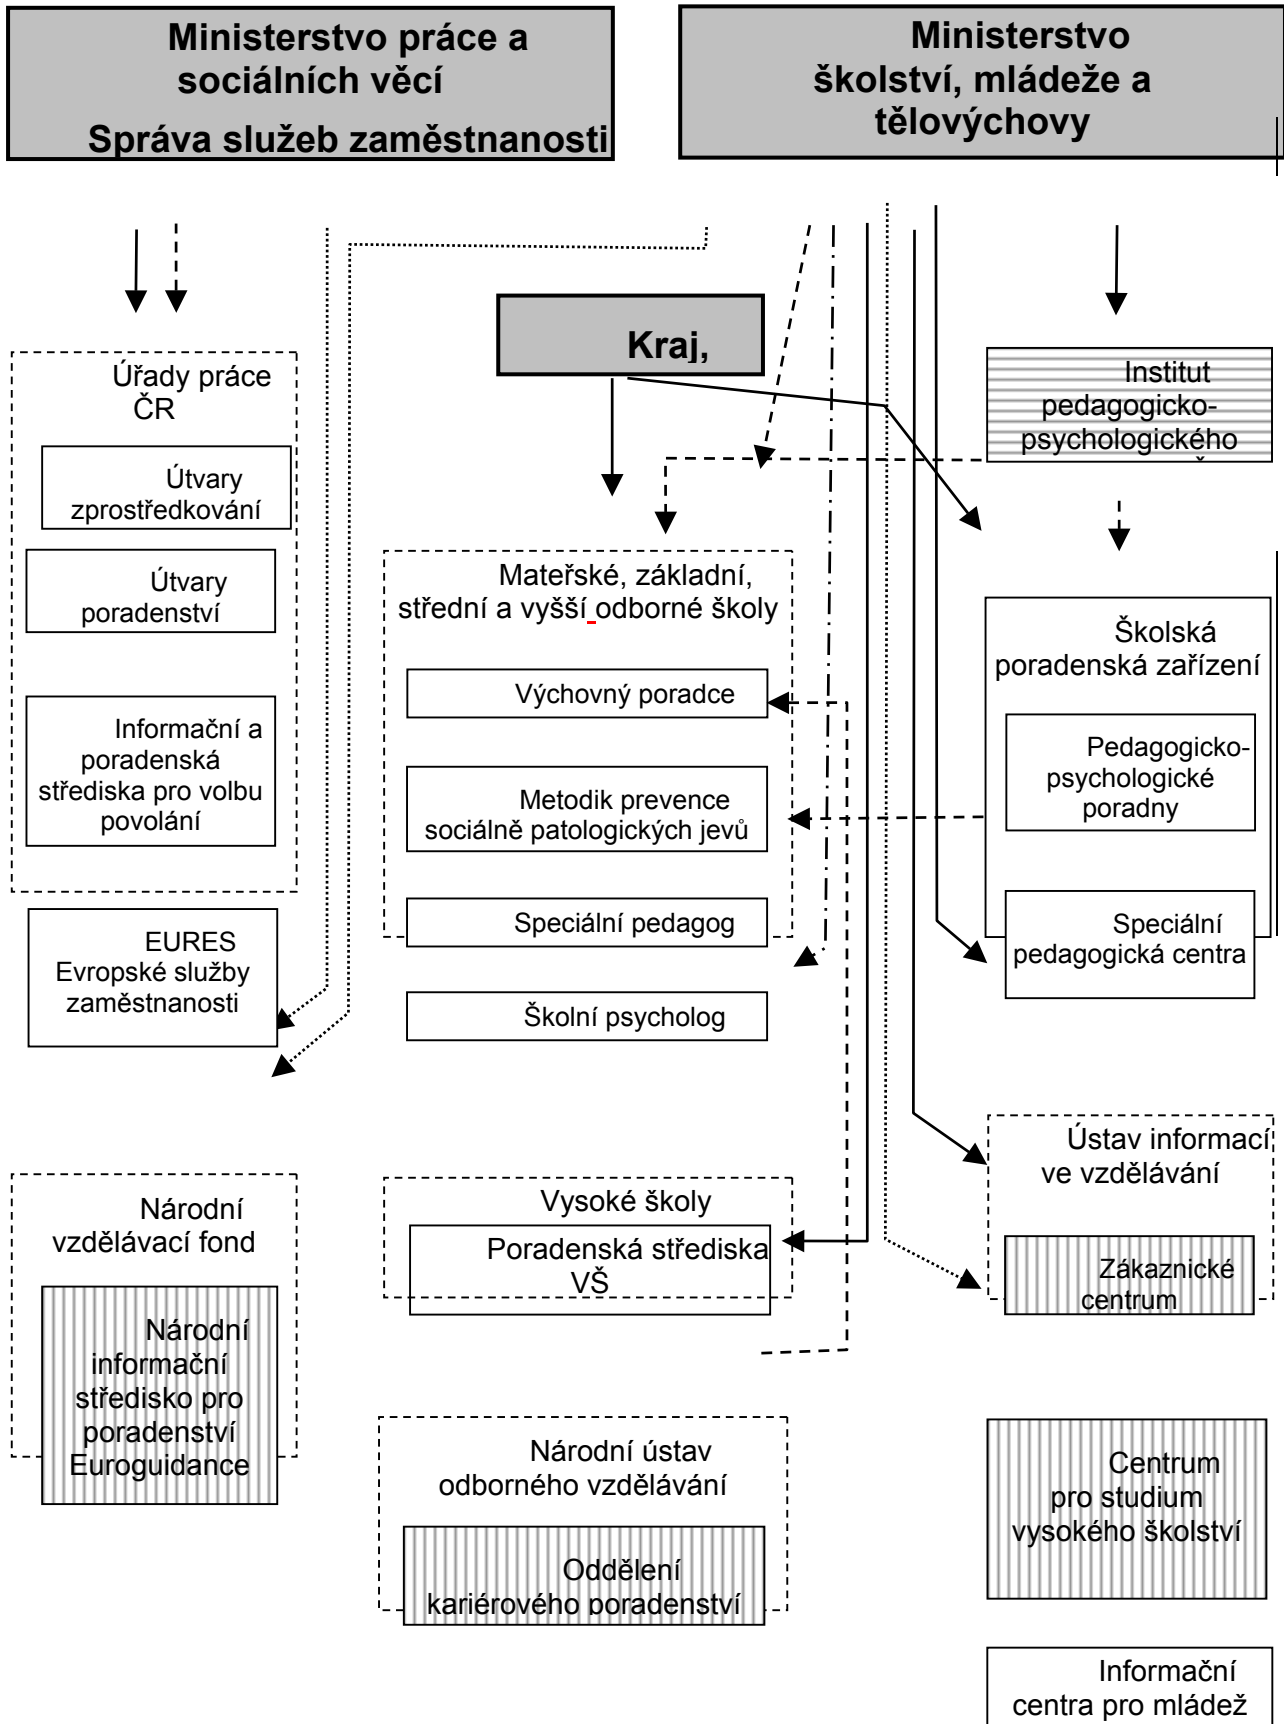 Ministerstvo práce a
sociálních věcí
Správa služeb zaměstnanosti
Ministerstvo
školství, mládeže a
tělovýchovy
Kraj,
Úřady práce
ČR
Útvary
zprostředkování
Útvary
poradenství
Informační a
poradenská
střediska pro volbu
povolání
EURES
Evropské služby
zaměstnanosti
Národní
vzdělávací fond
Národní
informační
středisko pro
poradenství
Euroguidance
Mateřské, základní,
střední a vyšší odborné školy
Výchovný poradce
Metodik prevence
sociálně patologických jevů
Speciální pedagog
Školní psycholog
Vysoké školy
Poradenská střediska
VŠ
Národní ústav
odborného vzdělávání
Oddělení
kariérového poradenství
Institut
pedagogicko-
psychologického
Školská
poradenská zařízení
Pedagogicko-
psychologické
poradny
Speciální
pedagogická centra
Ústav informací
ve vzdělávání
Zákaznické
centrum
Centrum
pro studium
vysokého školství
Informační
centra pro mládež